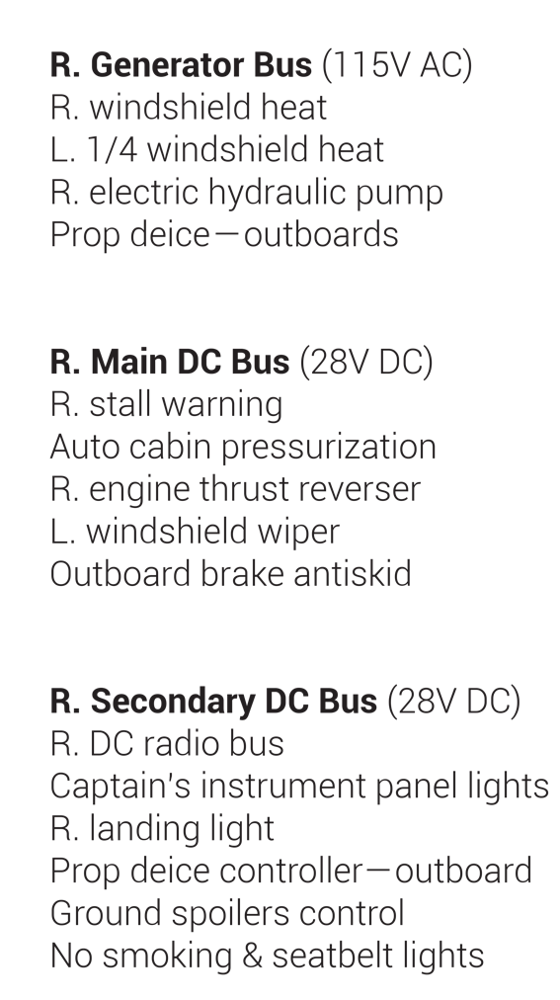 R. Generator Bus (115V AC)
R. windshield heat
L. 1/4 windshield heat
R. electric hydraulic pump
Prop deice—outboards
R. Main DC Bus (28V DC)
R. stall warning
Auto cabin pressurization
R. engine thrust reverser
L. windshield wiper
Outboard brake antiskid
R. Secondary DC Bus (28V DC)
R. DC radio bus
Captain's instrument panel lights
R. landing light
Prop deice controller—outboard
Ground spoilers control
No smoking & seatbelt lights